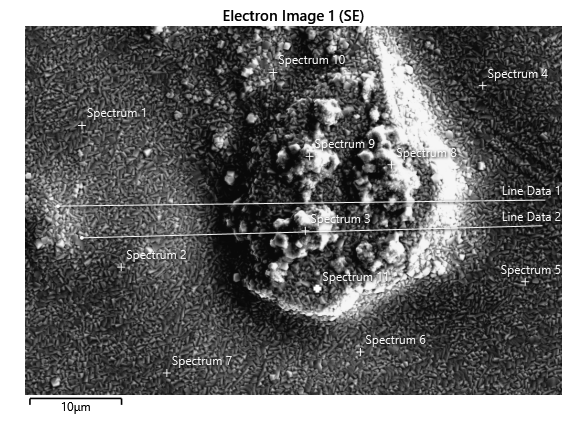 Electron Image 1 (SE)
Spectrum 10
Spectrum 4
Spectrum 1
Spectrum 9
Spectrum 8
Line Data 1
Line Data 2
Spectrum 3
Spectrum 2
Spectrum 5
Spectrum 11
Spectrum 6
Spectrum 7
10µm